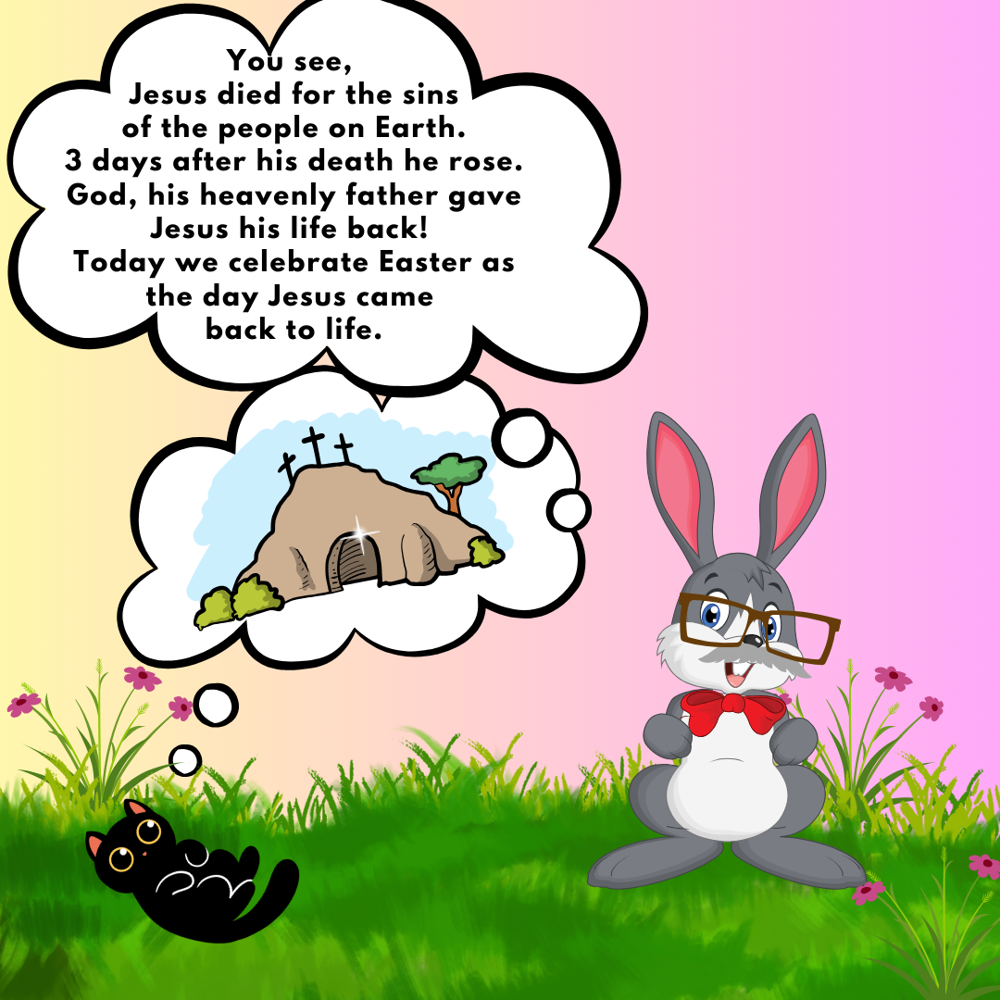 You see,
Jesus died for the sins
of the people on Earth.
3 days after his death he rose.
God, his heavenly father gave
Jesus his life back!
Today we celebrate Easter as
the day Jesus came
back to life.